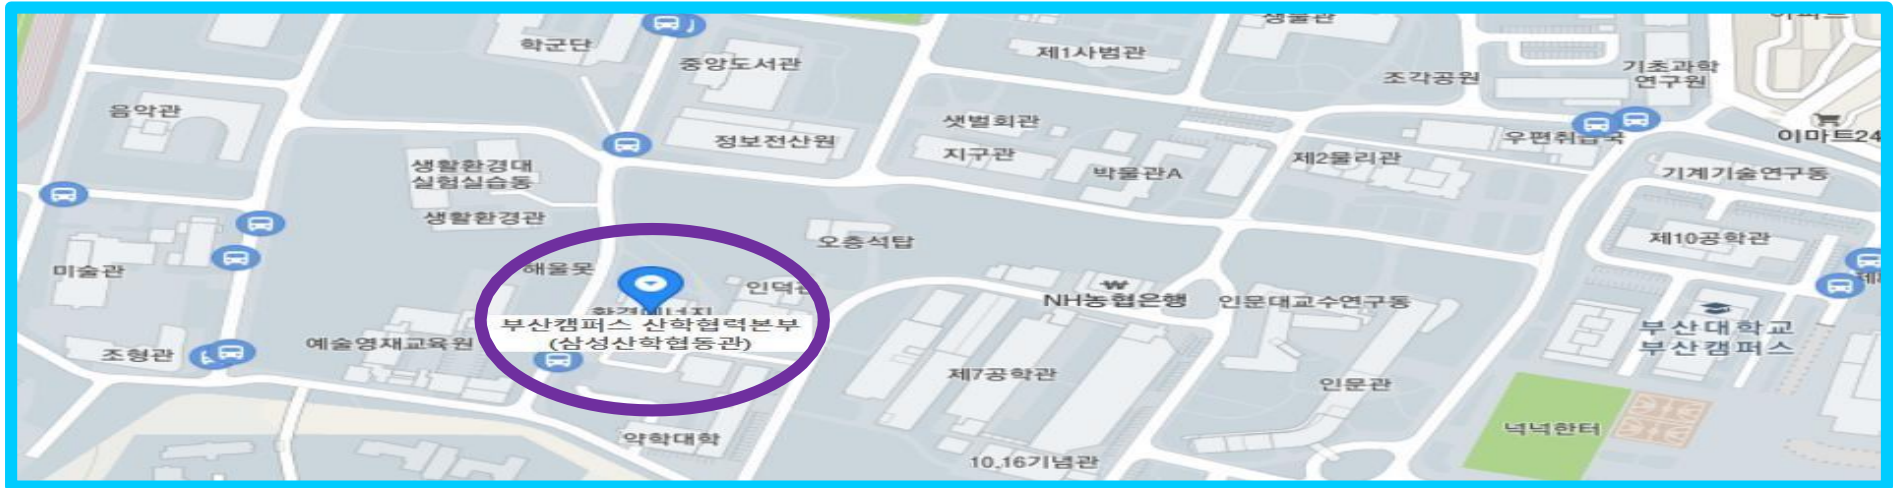 생물관
학군단
제1사범관
중앙도서관
기초과학
연구원
조각공원
음악관
샛벌회관
우편취급국
이마트24
정보전산원
지구관
제2물리관
생활환경대
실험실습동
박물관A
기계기술연구동
생활환경관
오층석탑
제10공학관
미술관
해울못
인덕관
NH농협은행
인문대교수연구동
부산캠퍼스 산학협력본부
(삼성산학협동관)
부산대학교
부산캠퍼스
조형관
예술영재교육원
제7공학관
인문관
넉넉한터
약학대학
10.16기념관